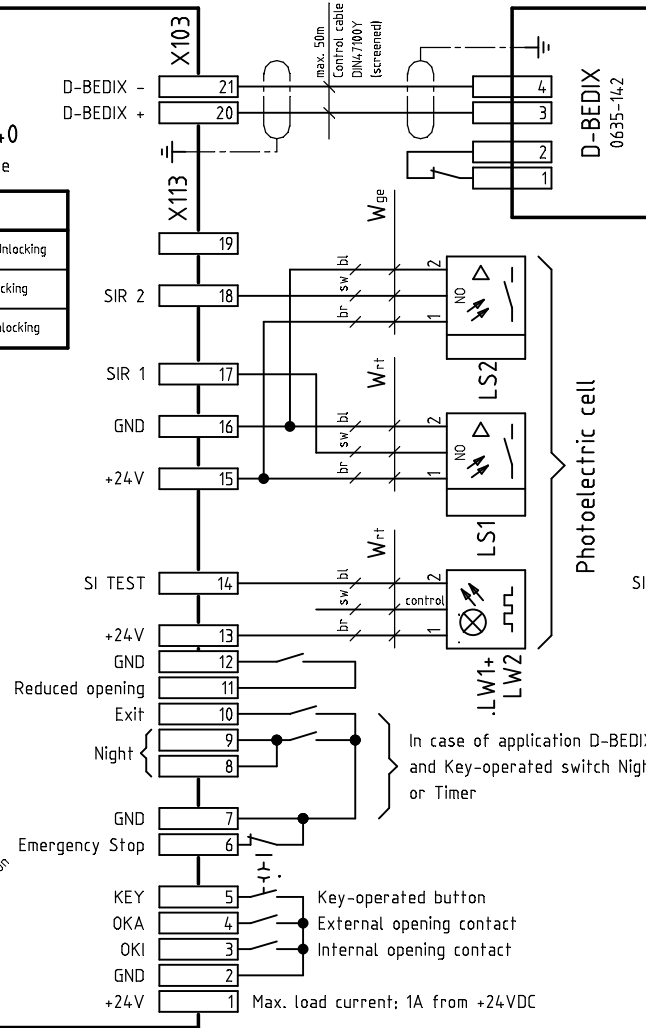 X103
max. 50m
Control cable
DIN47100Y
(screened)
D-BEDIX - 21
D-BEDIX + 20
4
3
2
1
D-BEDIX
0635-142
40
e
X113
Unlocking
cking
nlocking
19
Wge
SIR 2 18
bl 2
sw
br 1
NO
LS2
SIR 1 17
Wrt
GND 16
bl 2
sw
+24V 15
br 1
NO
LS1
Photoelectric cell
Wrt
SI TEST 14
bl 2
sw control
+24V 13
br 1
.LW1+
LW2
SI
GND 12
Reduced opening 11
Exit 10
Night 9
8
In case of application D-BEDIX
and Key-operated switch Nigh
or Timer
GND 7
Emergency Stop 6
KEY 5 Key-operated button
OKA 4 External opening contact
OKI 3 Internal opening contact
GND 2
+24V 1 Max. load current: 1A from +24VDC